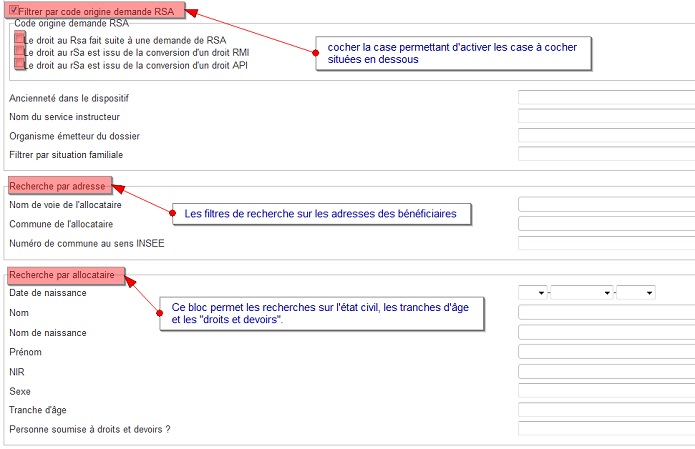 Filtrer par code origine demande RSA
Code origine demande RSA
Le droit au Rsa fait suite à une demande de RSA
Le droit au rSa est issu de la conversion d'un droit RMI
Le droit au rSa est issu de la conversion d'un droit API
cocher la case permettant d'activer les case à cocher
situées en dessous
Ancienneté dans le dispositif
Nom du service instructeur
Organisme émetteur du dossier
Filtrer par situation familiale
Recherche par adresse
Nom de voie de l'allocataire
Les filtres de recherche sur les adresses des bénéficiaires
Commune de l'allocataire
Numéro de commune au sens INSEE
Recherche par allocataire
Date de naissance
- -
Ce bloc permet les recherches sur l'état civil, les tranches d'âge
et les "droits et devoirs".
Nom
Nom de naissance
Prénom
NIR
Sexe
Tranche d'âge
Personne soumise à droits et devoirs ?